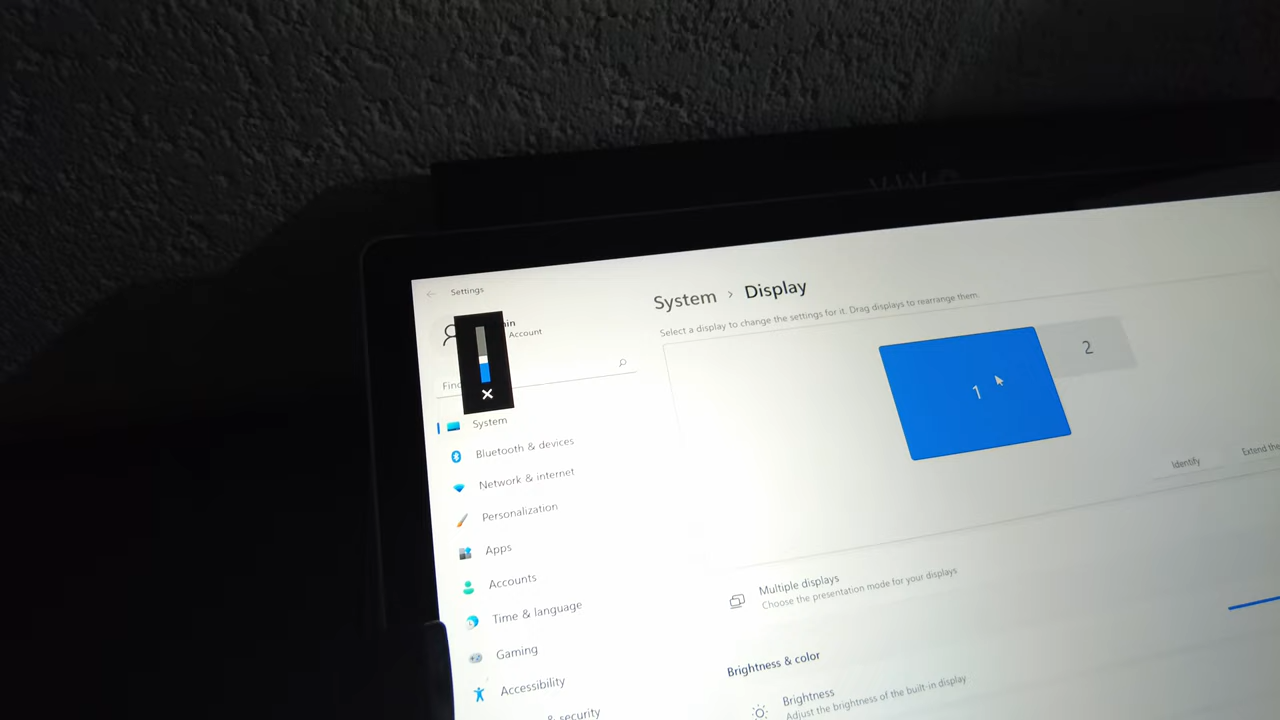 Settings
Account
System › Display
Select a display to change the settings for it. Drag displays to rearrange them.
1
2
System
Bluetooth & devices
Network & internet
Personalization
Apps
Accounts
Time & language
Gaming
Accessibility
& security
Identify
Multiple displays
Choose the presentation mode for your displays
Brightness & color
Brightness
Adjust the brightness of the built-in display